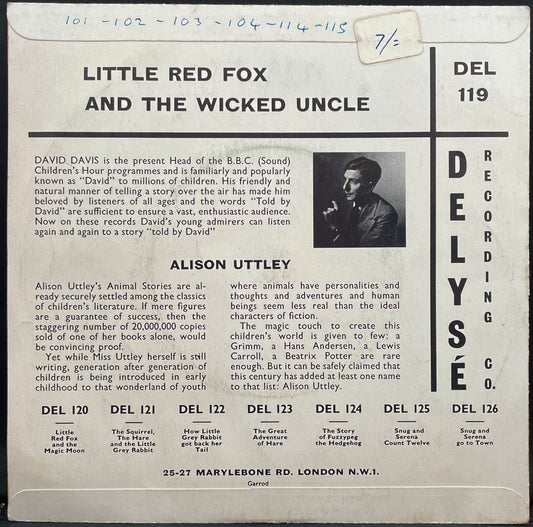 101 - 102 - 103 - 104 - 114 - 115
7/=
LITTLE RED FOX
AND THE WICKED UNCLE
DEL
119
DELYSÉ
RECORDING CO.
DAVID DAVIS is the present Head of the B.B.C. (Sound)
Children's Hour programmes and is familiarly and popularly
known as "David" to millions of children. His friendly and
natural manner of telling a story over the air has made him
beloved by listeners of all ages and the words "Told by
David" are sufficient to ensure a vast, enthusiastic audience.
Now on these records David's young admirers can listen
again and again to a story "told by David"
ALISON UTTLEY
Alison Uttley's Animal Stories are al-
ready securely settled among the classics
of children's literature. If mere figures
are a guarantee of success, then the
staggering number of 20,000,000 copies
sold of one of her books alone, would
be convincing proof.
Yet while Miss Uttley herself is still
writing, generation after generation of
children is being introduced in early
childhood to that wonderland of youth
where animals have personalities and
thoughts and adventures and human
beings seem less real than the ideal
characters of fiction.
The magic touch to create this
children's world is given to few; a
Grimm, a Hans Andersen, a Lewis
Carroll, a Beatrix Potter are rare
enough. But it can be safely claimed that
this century has added at least one name
to that list: Alison Uttley.
DEL 120
Little
Red Fox
and the
Magic Moon
DEL 121
The Squirrel,
The Hare
and the Little
Grey Rabbit
DEL 122
How Little
Grey Rabbit
got back her
Tail
DEL 123
The Great
Adventure
of Hare
DEL 124
The Story
of Fuzzypeg
the Hedgehog
DEL 125
Snug and
Serena
Count Twelve
DEL 126
Snug and
Serena
go to Town
25-27 MARYLEBONE RD. LONDON N.W.1.
Garrod